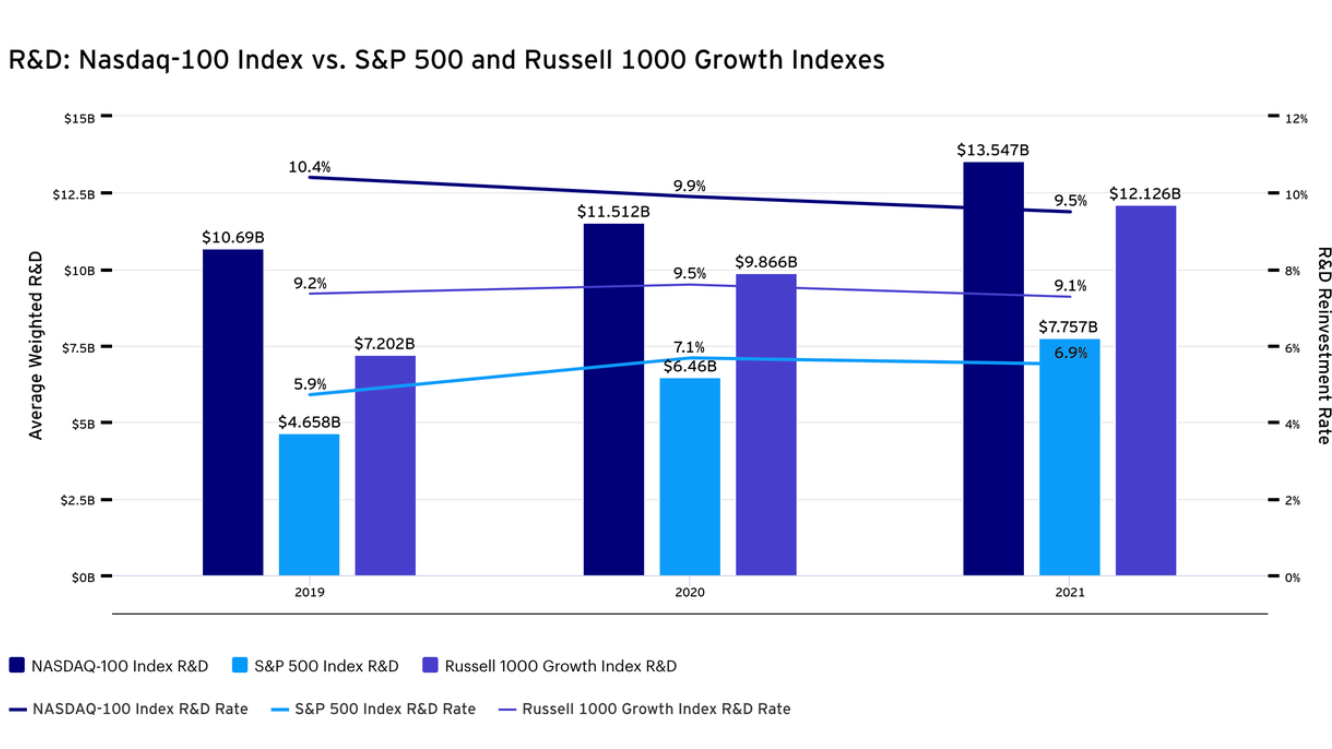 R&D: Nasdaq-100 Index vs. S&P 500 and Russell 1000 Growth Indexes
$15B
12%
$13.547B
10.4%
9.9%
$12.5B
10%
9.5%
$12.126B
$11.512B
$10.69B
$9.866B
$10B
8%
9.2%
9.5%
9.1%
$7.757B
$7.202B
7.1%
6.9%
$7.5B
6%
$6.46B
5.9%
$4.658B
$5B
4%
$2.5B
2%
$0B
0%
Average Weighted R&D
R&D Reinvestment Rate
2019
2020
2021
NASDAQ-100 Index R&D
S&P 500 Index R&D
Russell 1000 Growth Index R&D
NASDAQ-100 Index R&D Rate
S&P 500 Index R&D Rate
Russell 1000 Growth Index R&D Rate